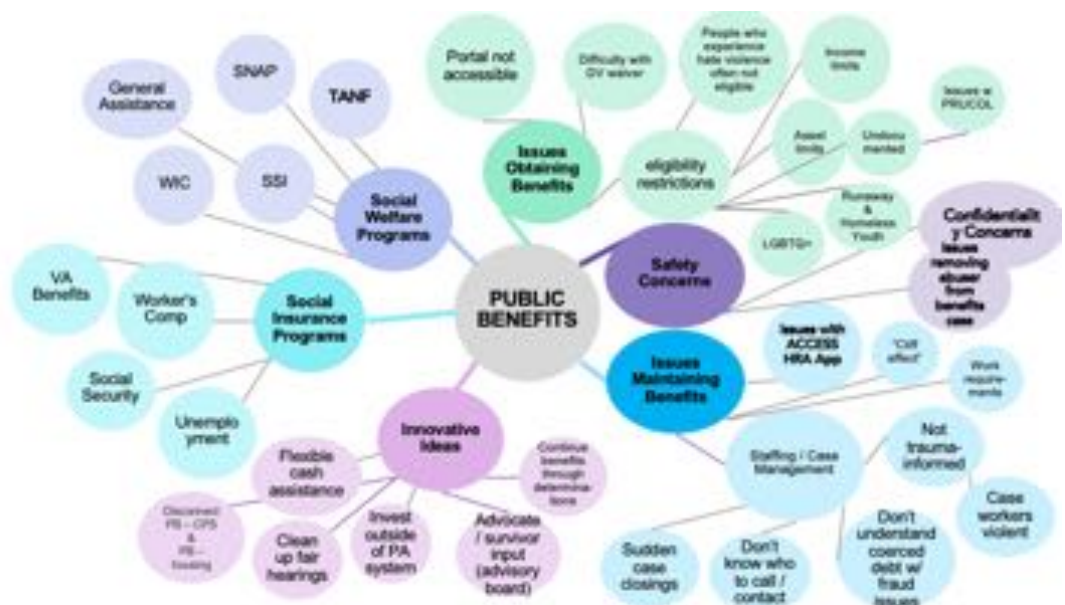 Portal not
accessible
Difficulty with
DV waiver
People who
experience
hate violence
often not
eligible
Income
limits
Issues w
PRUCOL
SNAP
General
Assistance
TANF
WIC
SSI
Social
Welfare
Programs
Issues
Obtaining
Benefits
eligibility
restrictions
Asset
limits
Undocu
mented
Runaway
&
Homeless
Youth
LGBTQ+
Confidentialit
y Concerns
Issues
removing
abuser
from
benefits
case
Safety
Concerns
PUBLIC
BENEFITS
VA
Benefits
Worker's
Comp
Social
Insurance
Programs
Social
Security
Unemplo
yment
Issues
Maintaining
Benefits
Issues with
ACCESS
HRA App
"Cliff
effect"
Work
require-
ments
Innovative
Ideas
Flexible
cash
assistance
Continue
benefits
through
determina-
tions
Disconnect
PB – CPS
&
PB –
housing
Clean
up fair
hearings
Invest
outside
of PA
system
Advocate
/ survivor
input
(advisory
board)
Staffing / Case
Management
Not
trauma-
informed
Case
workers
violent
Sudden
case
closings
Don't
know who
to call /
contact
Don't
understand
coerced
debt w/
fraud
issues